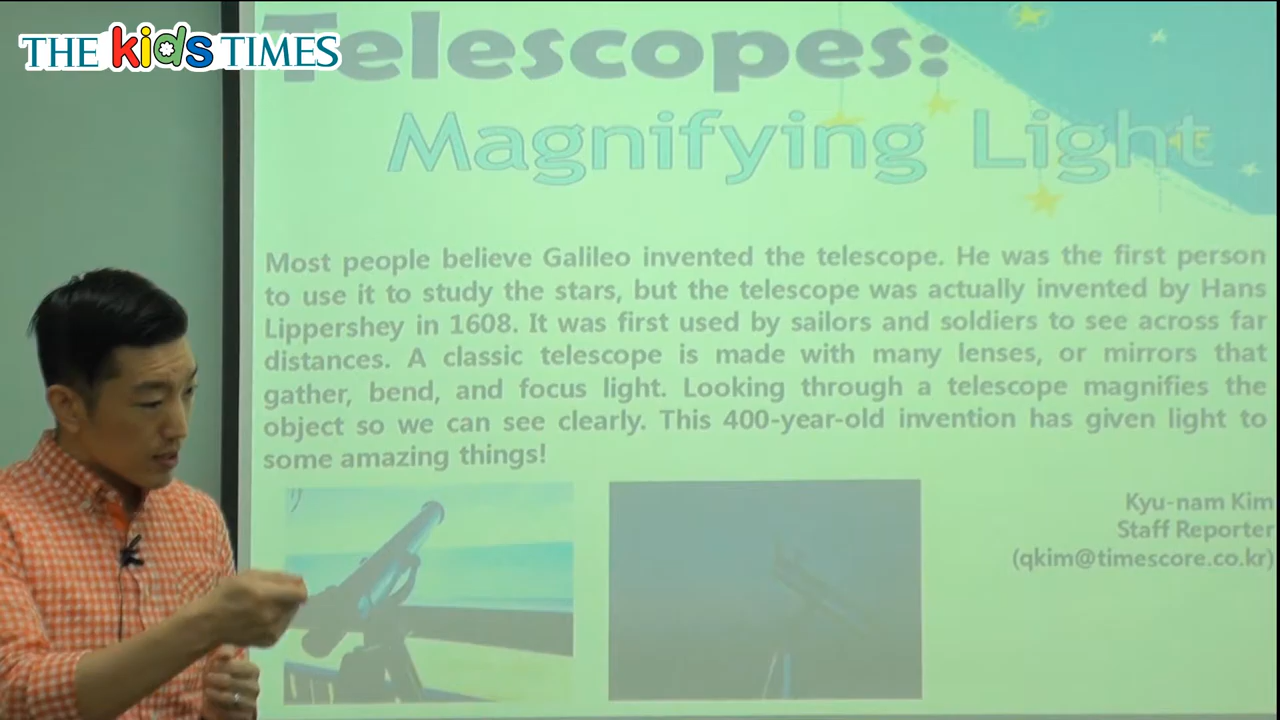 THE kids TIMES
Telescopes:
Magnifying Light
Most people believe Galileo invented the telescope. He was the first person
to use it to study the stars, but the telescope was actually invented by Hans
Lippershey in 1608. It was first used by sailors and soldiers to see across far
distances. A classic telescope is made with many lenses, or mirrors that
gather, bend, and focus light. Looking through a telescope magnifies the
object so we can see clearly. This 400-year-old invention has given light to
some amazing things!
Kyu-nam Kim
Staff Reporter
(qkim@timescore.co.kr)